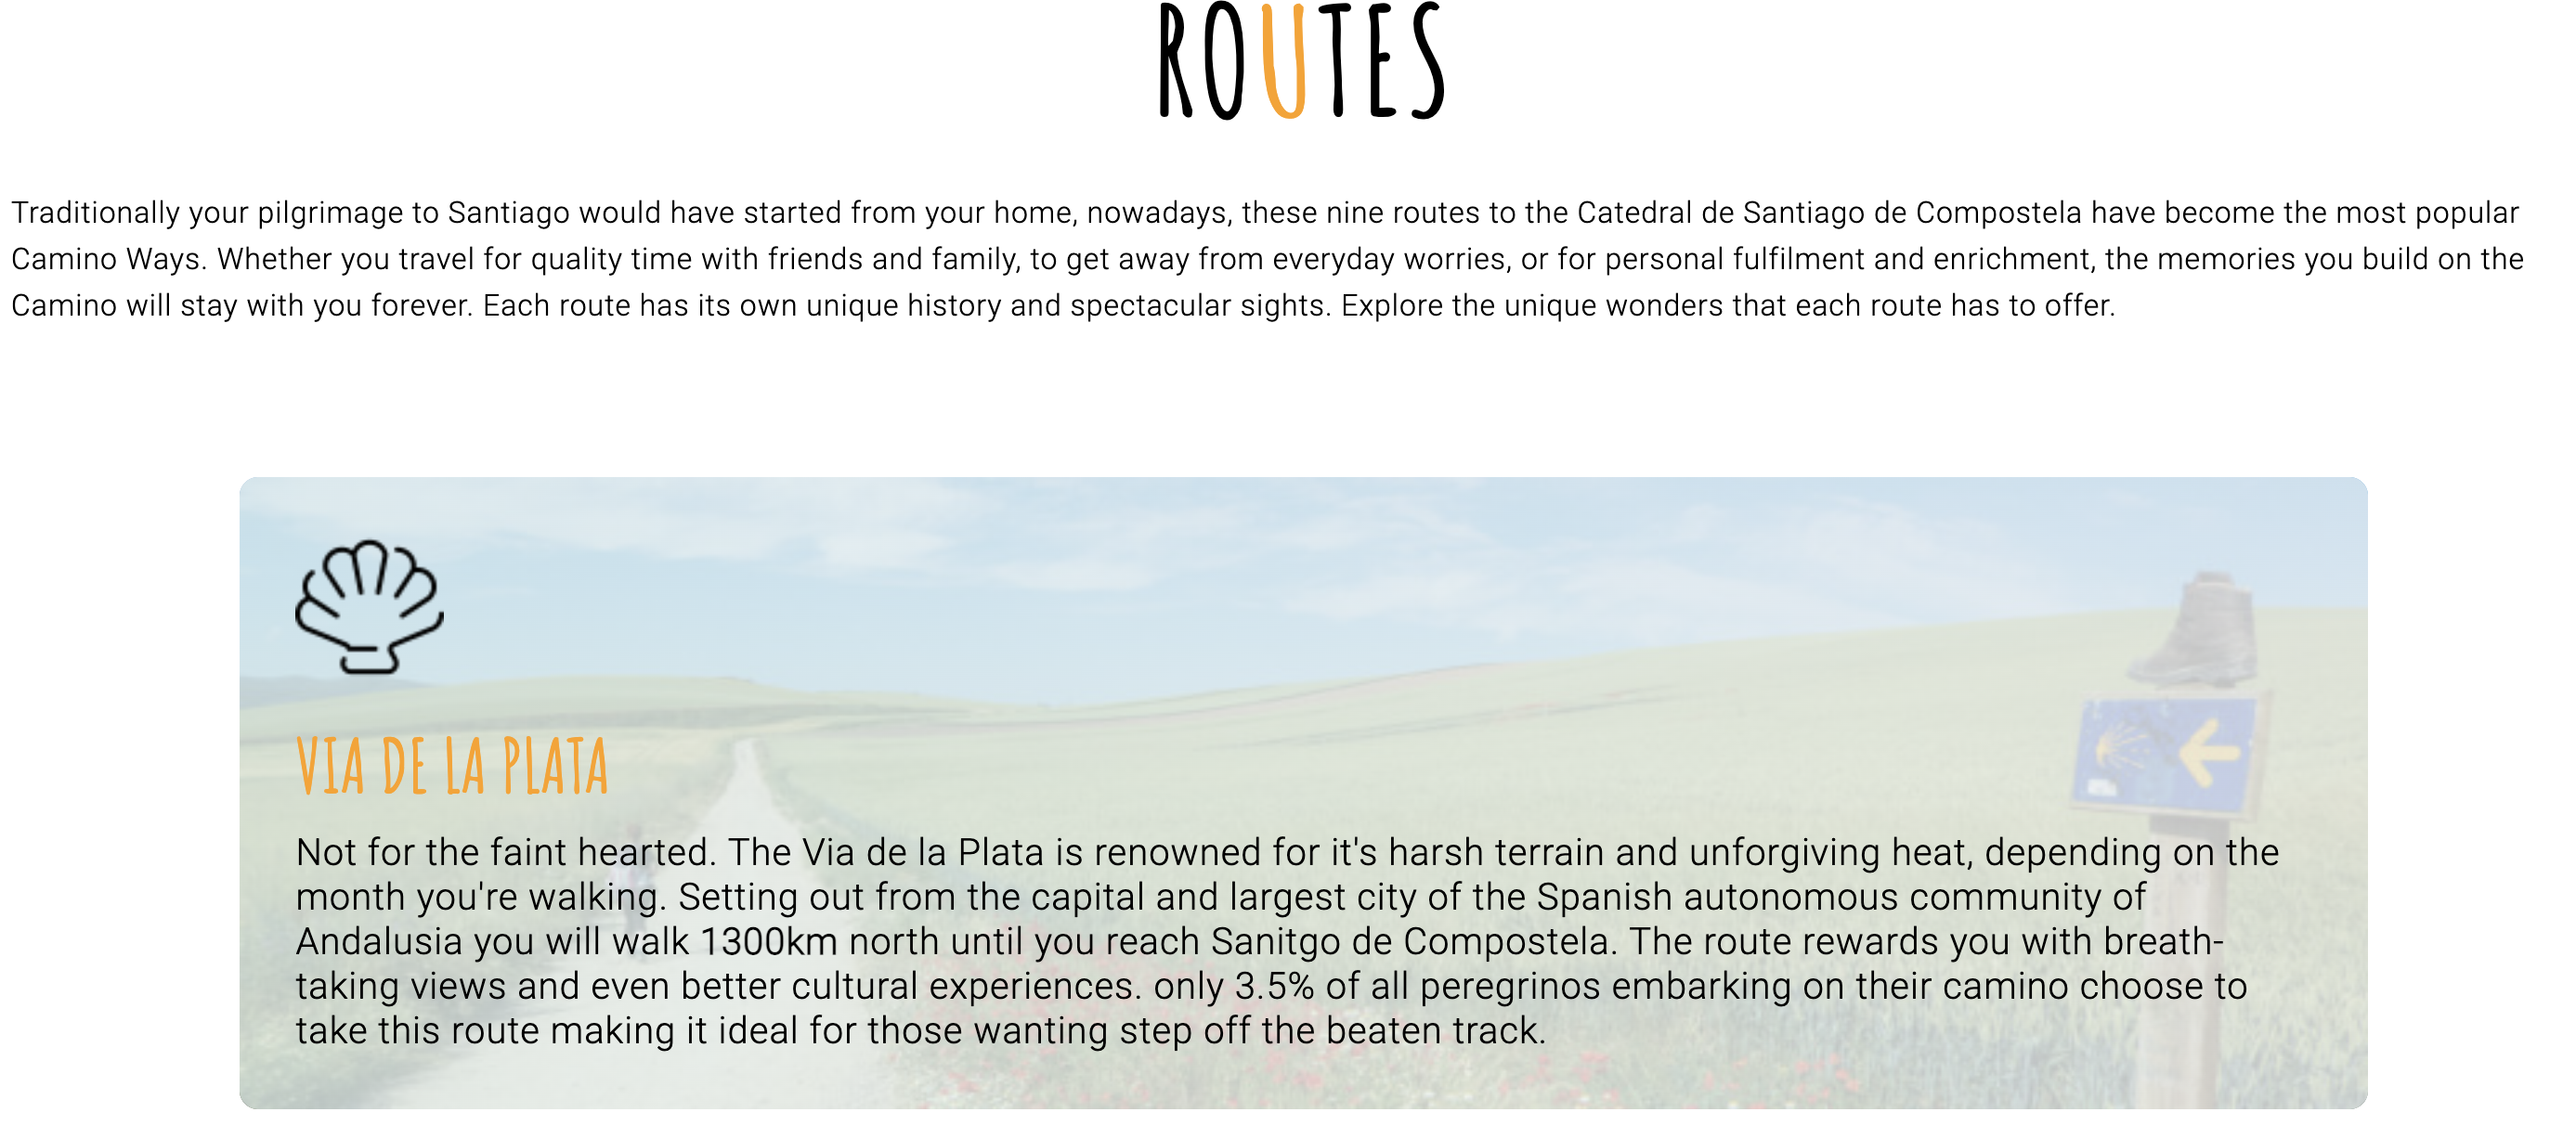 ROUTES
Traditionally your pilgrimage to Santiago would have started from your home, nowadays, these nine routes to the Catedral de Santiago de Compostela have become the most popular
Camino Ways. Whether you travel for quality time with friends and family, to get away from everyday worries, or for personal fulfilment and enrichment, the memories you build on the
Camino will stay with you forever. Each route has its own unique history and spectacular sights. Explore the unique wonders that each route has to offer.
VIA DE LA PLATA
Not for the faint hearted. The Via de la Plata is renowned for it's harsh terrain and unforgiving heat, depending on the
month you're walking. Setting out from the capital and largest city of the Spanish autonomous community of
Andalusia you will walk 1300km north until you reach Sanitgo de Compostela. The route rewards you with breath-
taking views and even better cultural experiences. only 3.5% of all peregrinos embarking on their camino choose to
take this route making it ideal for those wanting step off the beaten track.